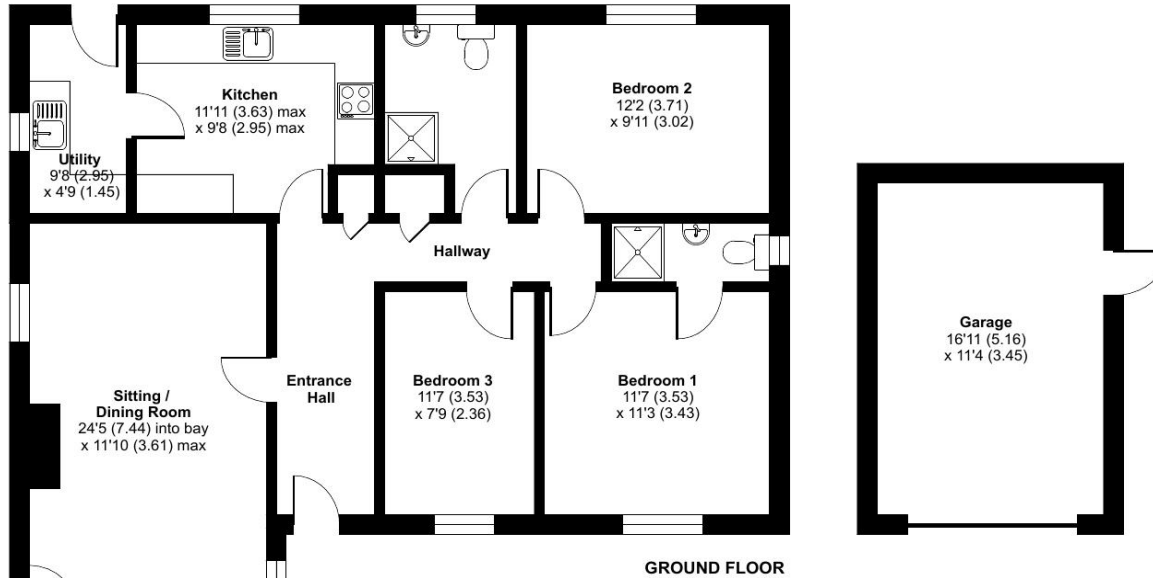 Kitchen
11'11 (3.63) max
x 9'8 (2.95) max
Bedroom 2
12'2 (3.71)
x 9'11 (3.02)
Utility
9'8 (2.95)
x 4'9 (1.45)
Hallway
Garage
16'11 (5.16)
x 11'4 (3.45)
Sitting /
Dining Room
24'5 (7.44) into bay
x 11'10 (3.61) max
Entrance
Hall
Bedroom 3
11'7 (3.53)
x 7'9 (2.36)
Bedroom 1
11'7 (3.53)
x 11'3 (3.43)
GROUND FLOOR